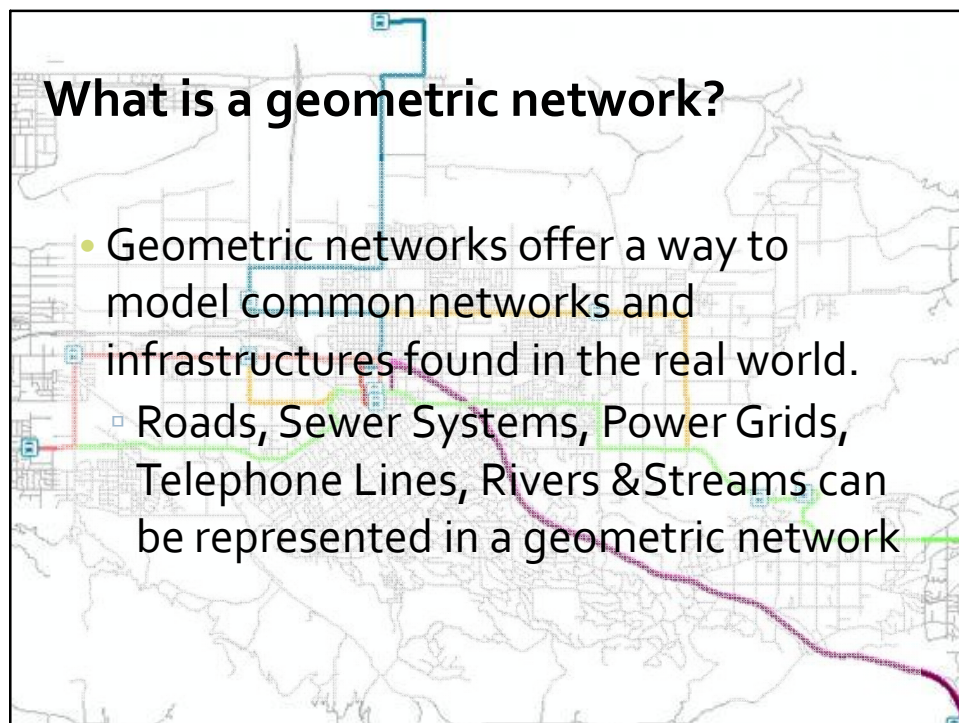 What is a geometric network?
• Geometric networks offer a way to
model common networks and
infrastructures found in the real world.
▫ Roads, Sewer Systems, Power Grids,
Telephone Lines, Rivers &Streams can
be represented in a geometric network